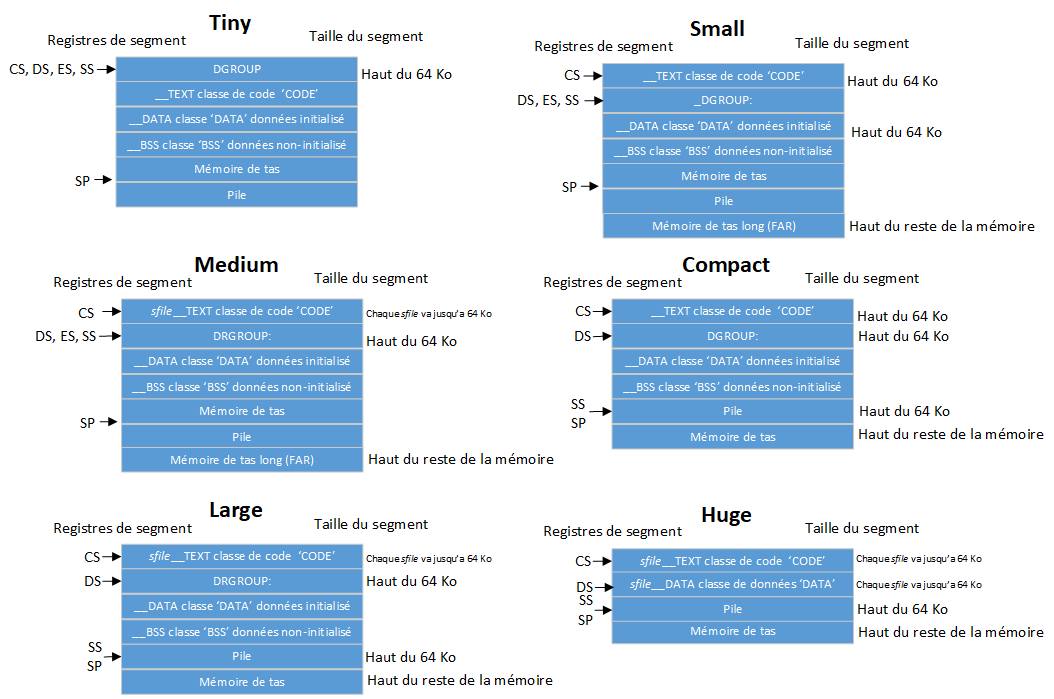 Tiny
Registres de segment
Taille du segment
CS, DS, ES, SS
DGROUP
Haut du 64 Ko
__TEXT classe de code ‘CODE’
__DATA classe ‘DATA’ données initialisé
__BSS classe ‘BSS’ données non-initialisé
Mémoire de tas
SP
Pile
Small
Registres de segment
Taille du segment
CS
__TEXT classe de code ‘CODE’
Haut du 64 Ko
DS, ES, SS
_DGROUP:
__DATA classe ‘DATA’ données initialisé
Haut du 64 Ko
__BSS classe ‘BSS’ données non-initialisé
Mémoire de tas
SP
Pile
Mémoire de tas long (FAR)
Haut du reste de la mémoire
Medium
Registres de segment
Taille du segment
CS
sfile__TEXT classe de code ‘CODE’
Chaque sfile va jusqu’a 64 Ko
DS, ES, SS
DRGROUP:
Haut du 64 Ko
__DATA classe ‘DATA’ données initialisé
__BSS classe ‘BSS’ données non-initialisé
Mémoire de tas
SP
Pile
Mémoire de tas long (FAR)
Haut du reste de la mémoire
Compact
Registres de segment
Taille du segment
CS
__TEXT classe de code ‘CODE’
Haut du 64 Ko
DS
DGROUP:
Haut du 64 Ko
__DATA classe ‘DATA’ données initialisé
__BSS classe ‘BSS’ données non-initialisé
SS
SP
Pile
Haut du 64 Ko
Mémoire de tas
Haut du reste de la mémoire
Large
Registres de segment
Taille du segment
CS
sfile__TEXT classe de code ‘CODE’
Chaque sfile va jusqu’a 64 Ko
DS
DRGROUP:
Haut du 64 Ko
__DATA classe ‘DATA’ données initialisé
__BSS classe ‘BSS’ données non-initialisé
SS
SP
Pile
Haut du 64 Ko
Mémoire de tas
Haut du reste de la mémoire
Huge
Registres de segment
Taille du segment
CS
sfile__TEXT classe de code ‘CODE’
Chaque sfile va jusqu’a 64 Ko
DS
sfile__DATA classe de données ‘DATA’
Chaque sfile va jusqu’a 64 Ko
SS
SP
Pile
Haut du 64 Ko
Mémoire de tas
Haut du reste de la mémoire